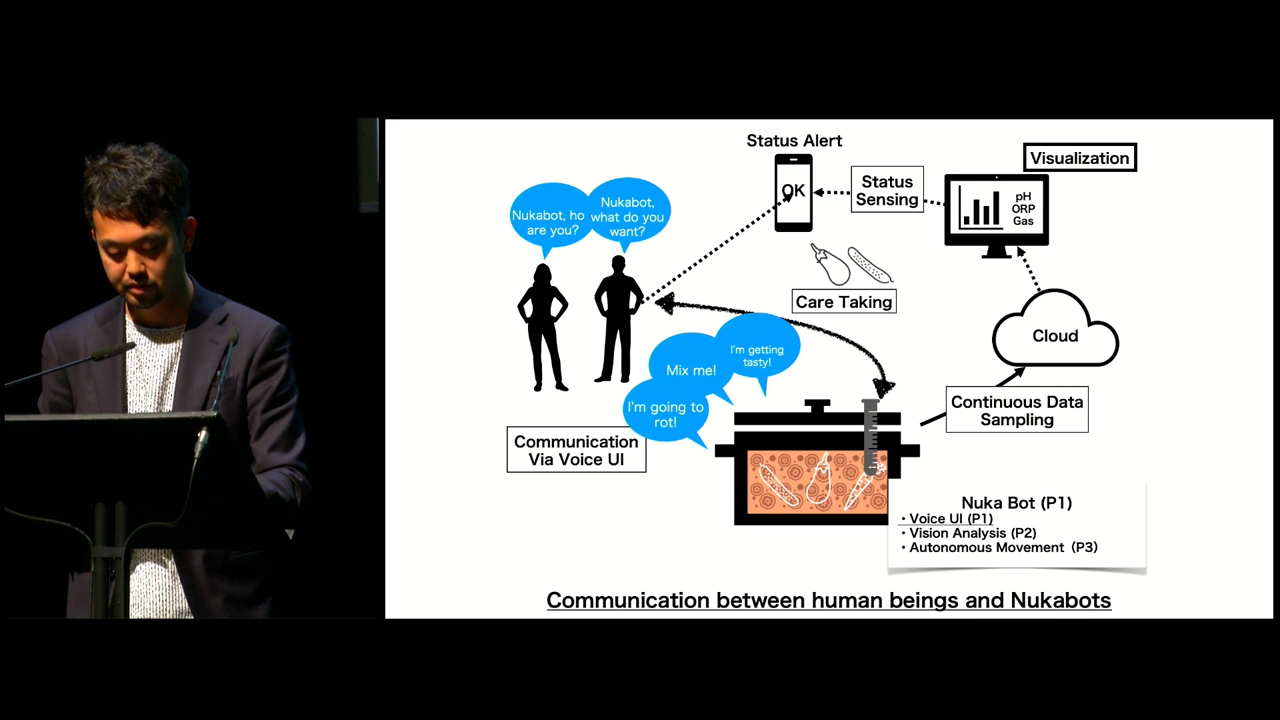 Status Alert
Visualization
OK
Status
Sensing
pH
ORP
Gas
Nukabot, ho
are you?
Nukabot,
what do you
want?
Care Taking
Cloud
I'm getting
tasty!
Mix me!
I'm going to
rot!
Continuous Data
Sampling
Communication
Via Voice UI
Nuka Bot (P1)
・Voice UI (P1)
・Vision Analysis (P2)
・Autonomous Movement (P3)
Communication between human beings and Nukabots